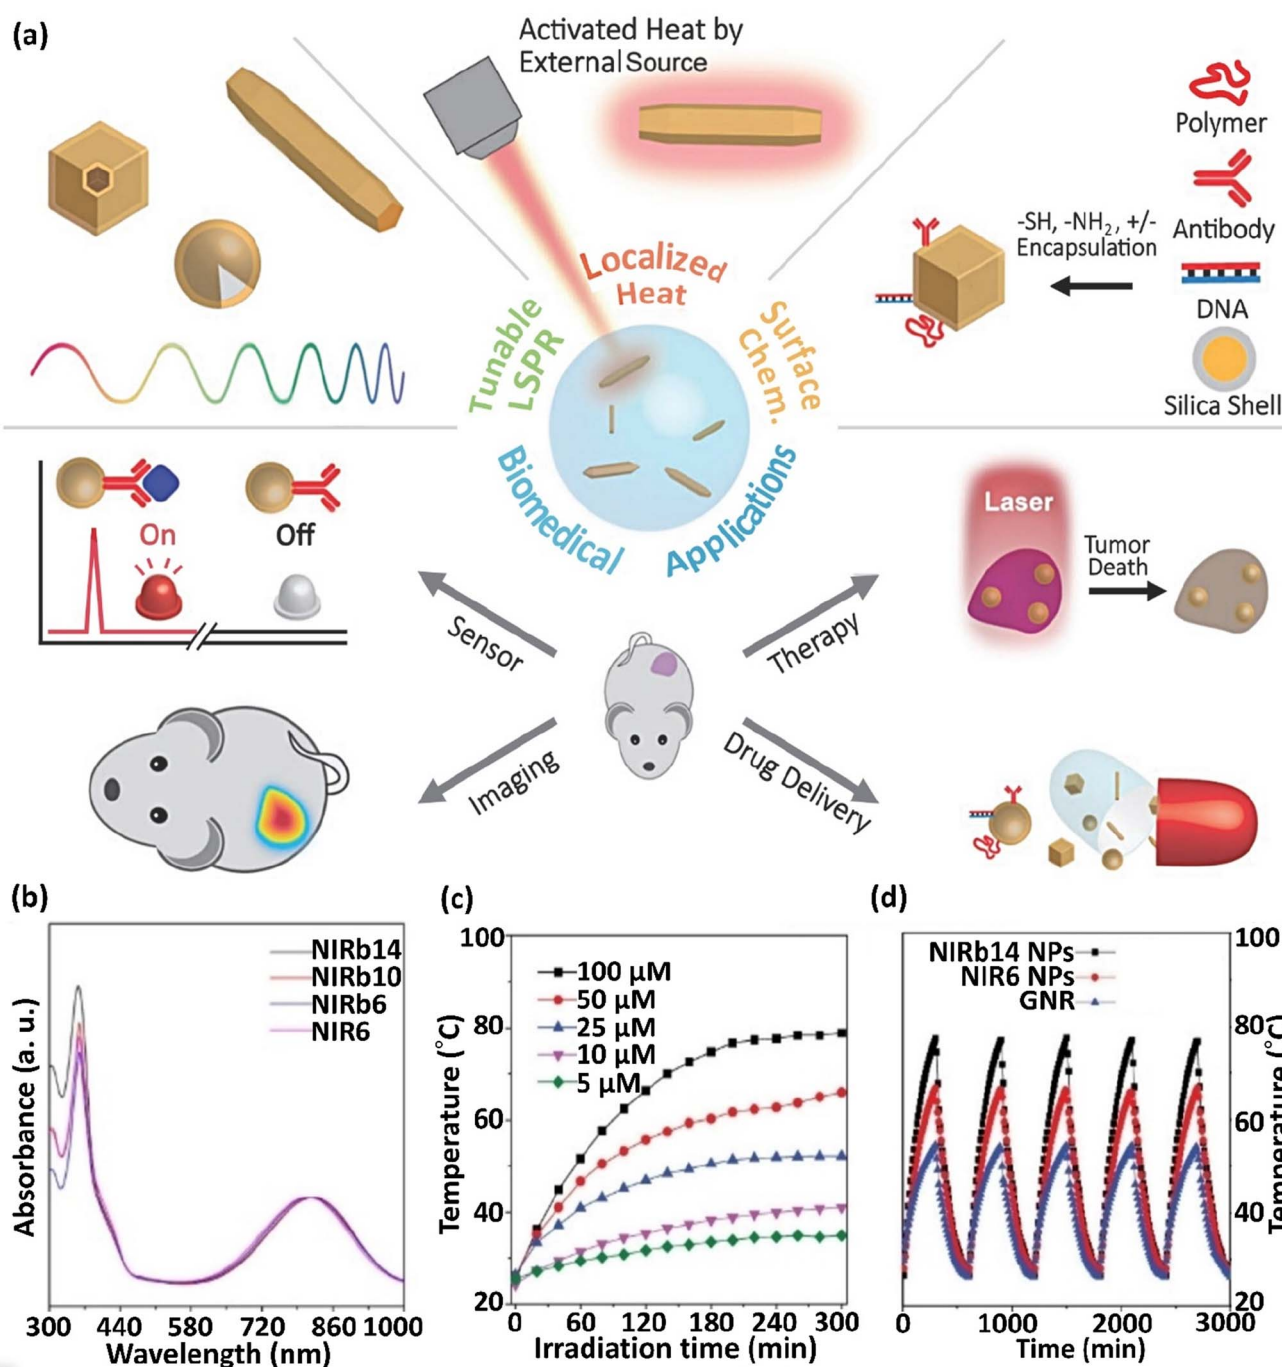 (a)
Activated Heat by
External Source
Polymer
Antibody
DNA
Silica Shell
-SH, -NH₂, +/-
Encapsulation
Localized
Heat
Tunable
LSPR
Surface
Chem.
Biomedical
Applications
On
Off
Sensor
Imaging
Therapy
Drug Delivery
Laser
Tumor
Death
(b)
NIRb14
NIRb10
NIRb6
NIR6
Absorbance (a. u.)
300 440 580 720 860 1000
Wavelength (nm)
(c)
100
80
60
40
20
100 µM
50 µM
25 µM
10 µM
5 µM
Temperature (°C)
0 60 120 180 240 300
Irradiation time (min)
(d)
NIRb14 NPs
NIR6 NPs
GNR
100
80
60
40
20
Temperature (°C)
0 1000 2000 3000
Time (min)